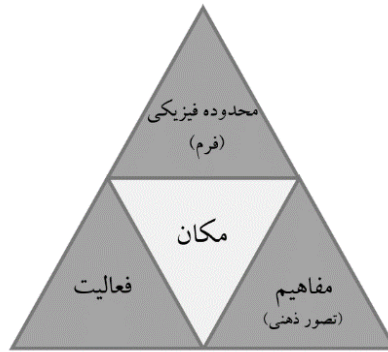 محدوده فیزیکی
(فرم)
مکان
مفاهیم
(تصور ذهنی)
فعالیت